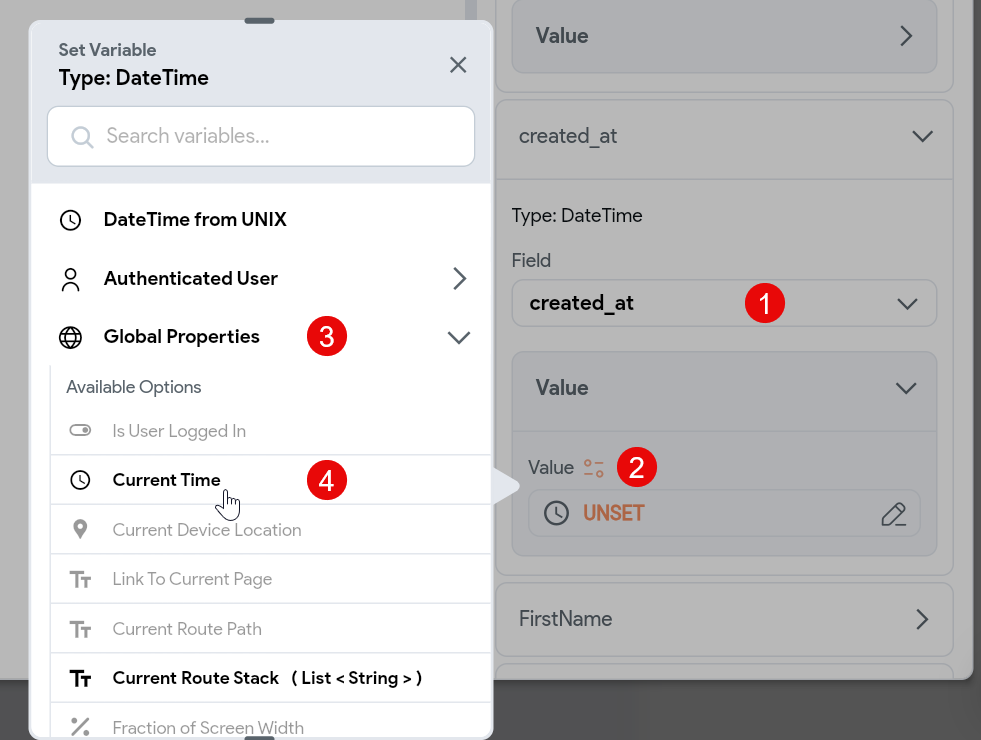 Set Variable
Type: DateTime
Search variables...
DateTime from UNIX
Authenticated User
Global Properties 3
Available Options
Is User Logged In
Current Time 4
Current Device Location
Link To Current Page
Current Route Path
Current Route Stack ( List < String > )
Fraction of Screen Width
Value
created_at
Type: DateTime
Field
created_at 1
Value
Value 2
UNSET
FirstName